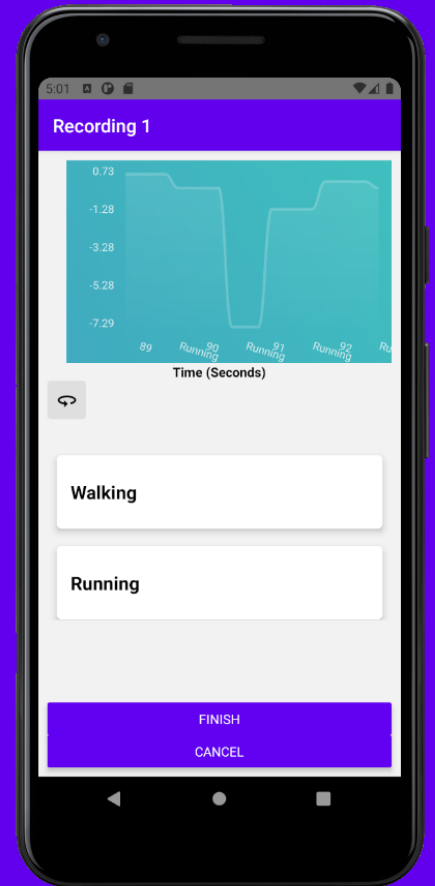 5:01
Recording 1
0.73
-1.28
-3.28
-5.28
-7.29
89 Running 90 Running 91 Running 92 Ru
Time (Seconds)
Walking
Running
FINISH
CANCEL